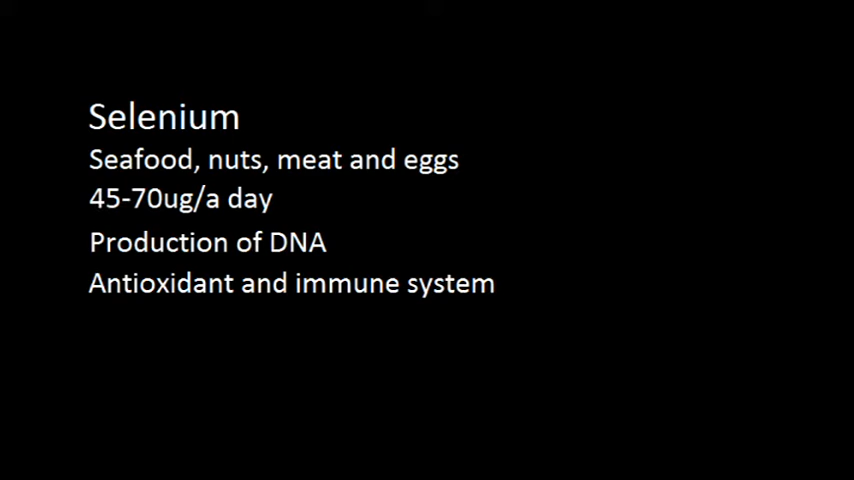 Selenium
Seafood, nuts, meat and eggs
45-70ug/a day
Production of DNA
Antioxidant and immune system